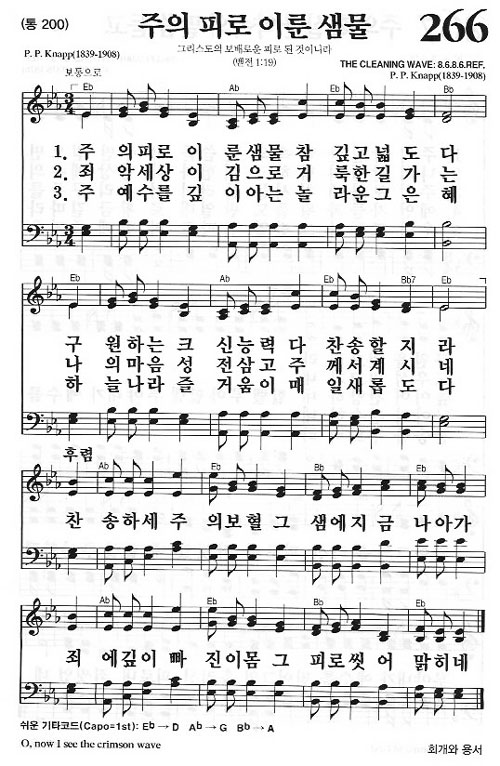 (통 200)
주의 피로 이룬 샘물
266
그리스도의 보배로운 피로 된 것이니라
(벧전 1:19)
P. P. Knapp(1839-1908)
THE CLEANING WAVE: 8.6.8.6.REF.
P. P. Knapp(1839-1908)
보통으로
Eb Ab Eb Bb
1. 주 의피로 이 룬샘물 참 깊고넓 도 다
2. 죄 악세상 이 김으로 거 룩한길 가 는
3. 주 예수를 깊 이아는 놀 라운그 은 혜
Eb Ab Eb Bb7 Eb
구 원하는 크 신능력 다 찬송할 지 라
나 의마음 성 전삼고 주 께서계 시 네
하 늘나라 즐 거움이 매 일새롭 도 다
후렴
Ab Eb Bb Eb
찬 송하세 주 의보혈 그 샘에지 금 나아가
Ab Eb Bb Eb
죄 에깊이 빠 진이몸 그 피로씻 어 맑히네
쉬운 기타코드(Capo=1st): Eb → D Ab → G Bb → A
O, now I see the crimson wave
회개와 용서